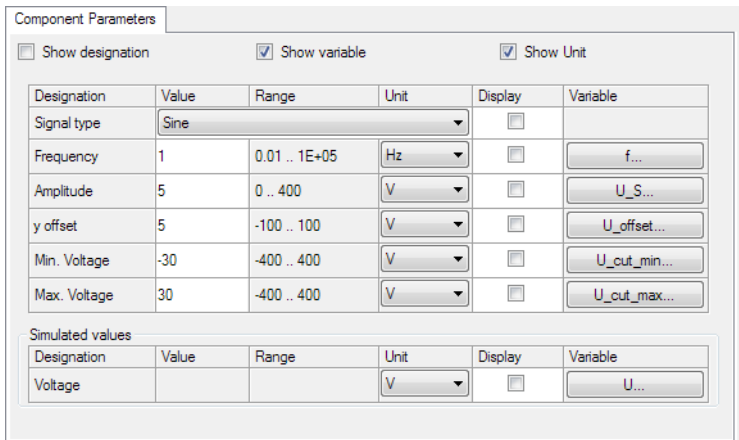 Component Parameters
Show designation Show variable Show Unit
Designation Value Range Unit Display Variable
Signal type Sine
Frequency 1 0.01 .. 1E+05 Hz f...
Amplitude 5 0 .. 400 V U_S...
y offset 5 -100 .. 100 V U_offset...
Min. Voltage -30 -400 .. 400 V U_cut_min...
Max. Voltage 30 -400 .. 400 V U_cut_max...
Simulated values
Designation Value Range Unit Display Variable
Voltage V U...